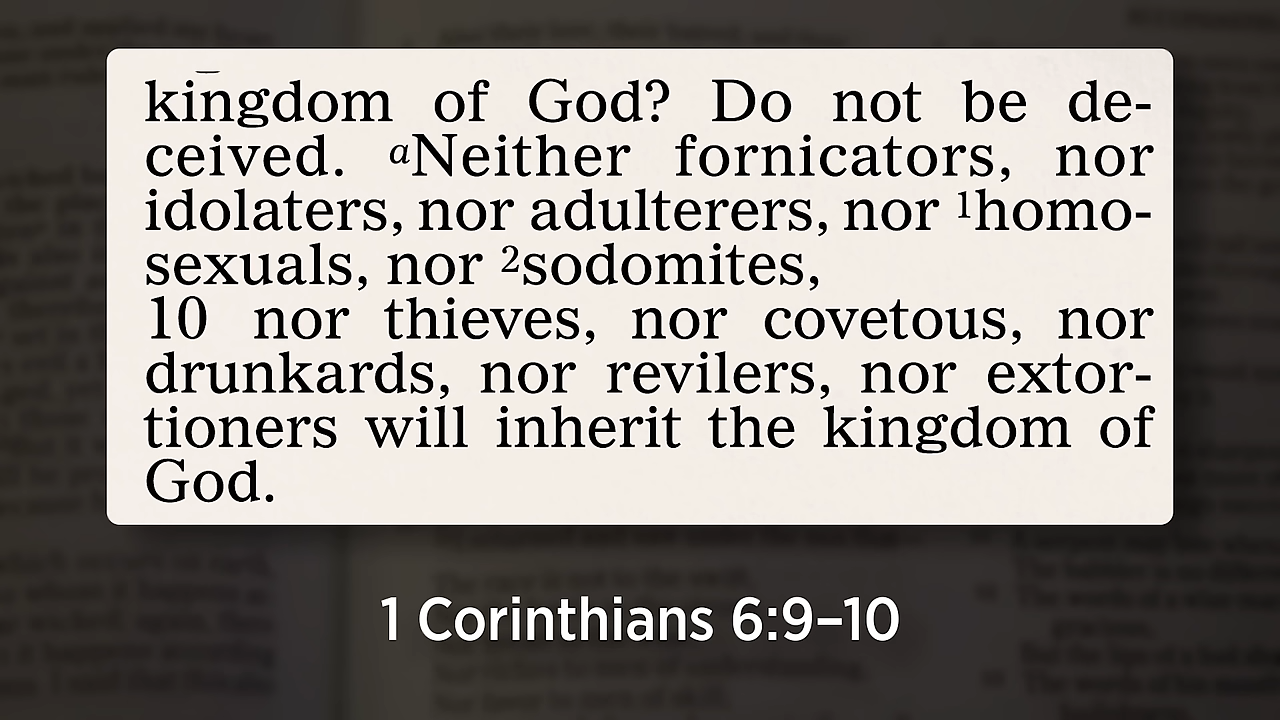 kingdom of God? Do not be de-
ceived. aNeither fornicators, nor
idolaters, nor adulterers, nor 1homo-
sexuals, nor 2sodomites,
10 nor thieves, nor covetous, nor
drunkards, nor revilers, nor extor-
tioners will inherit the kingdom of
God.
1 Corinthians 6:9–10